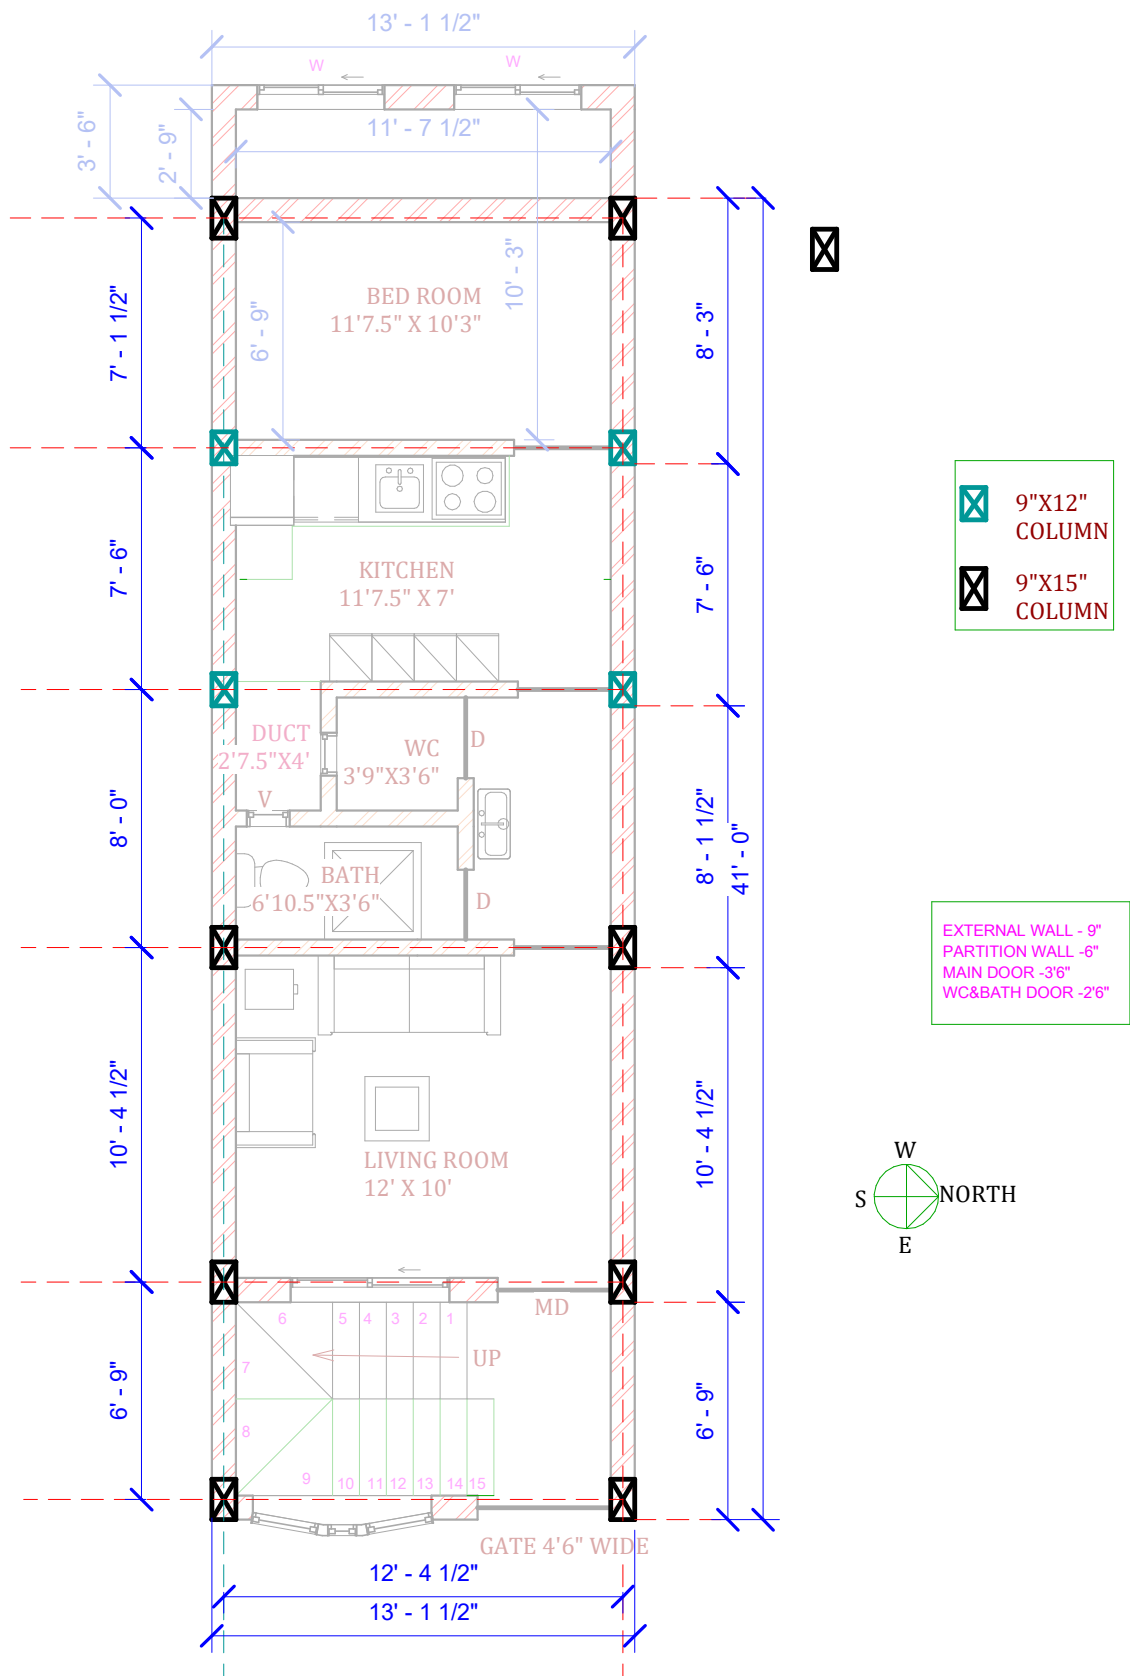 13' - 1 1/2"
W
W
3' - 6"
2' - 9"
11' - 7 1/2"
10' - 3"
6' - 9"
BED ROOM
11'7.5" X 10'3"
7' - 1 1/2"
8' - 3"
9"X12"
COLUMN
9"X15"
COLUMN
KITCHEN
11'7.5" X 7'
7' - 6"
7' - 6"
DUCT
2'7.5"X4'
WC
3'9"X3'6"
D
V
8' - 0"
8' - 1 1/2"
41' - 0"
BATH
6'10.5"X3'6"
D
EXTERNAL WALL - 9"
PARTITION WALL -6"
MAIN DOOR -3'6"
WC&BATH DOOR -2'6"
10' - 4 1/2"
10' - 4 1/2"
LIVING ROOM
12' X 10'
W
S
NORTH
E
MD
6
5
4
3
2
1
UP
7
8
9
10
11
12
13
14
15
6' - 9"
6' - 9"
GATE 4'6" WIDE
12' - 4 1/2"
13' - 1 1/2"